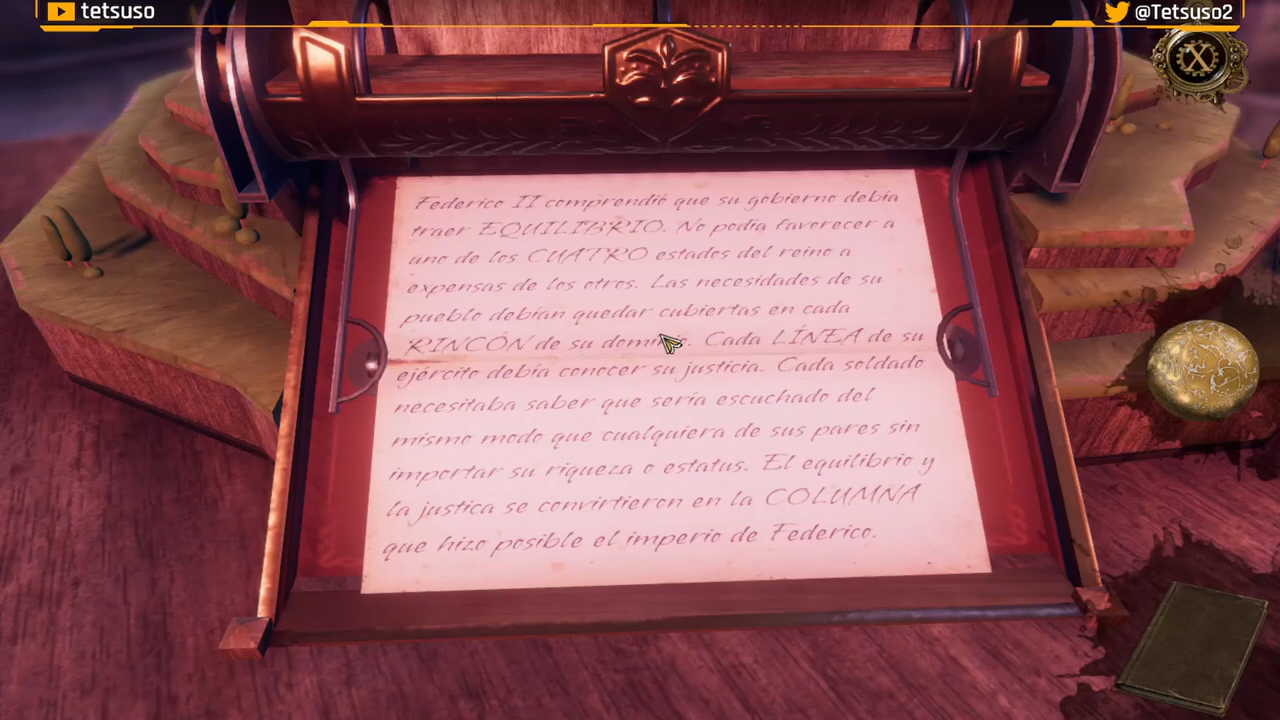 tetsuso
@Tetsuso2
X
Federico II comprendió que su gobierno debía
traer EQUILIBRIO. No podía favorecer a
uno de los CUATRO estados del reino a
expensas de los otros. Las necesidades de su
pueblo debían quedar cubiertas en cada
RINCÓN de su . Cada LÍNEA de su
ejército debía conocer su justicia. Cada soldado
necesitaba saber que sería escuchado del
mismo modo que cualquiera de sus pares sin
importar su riqueza o estatus. El equilibrio y
la justica se convirtieron en la COLUMNA
que hizo posible el imperio de Federico.